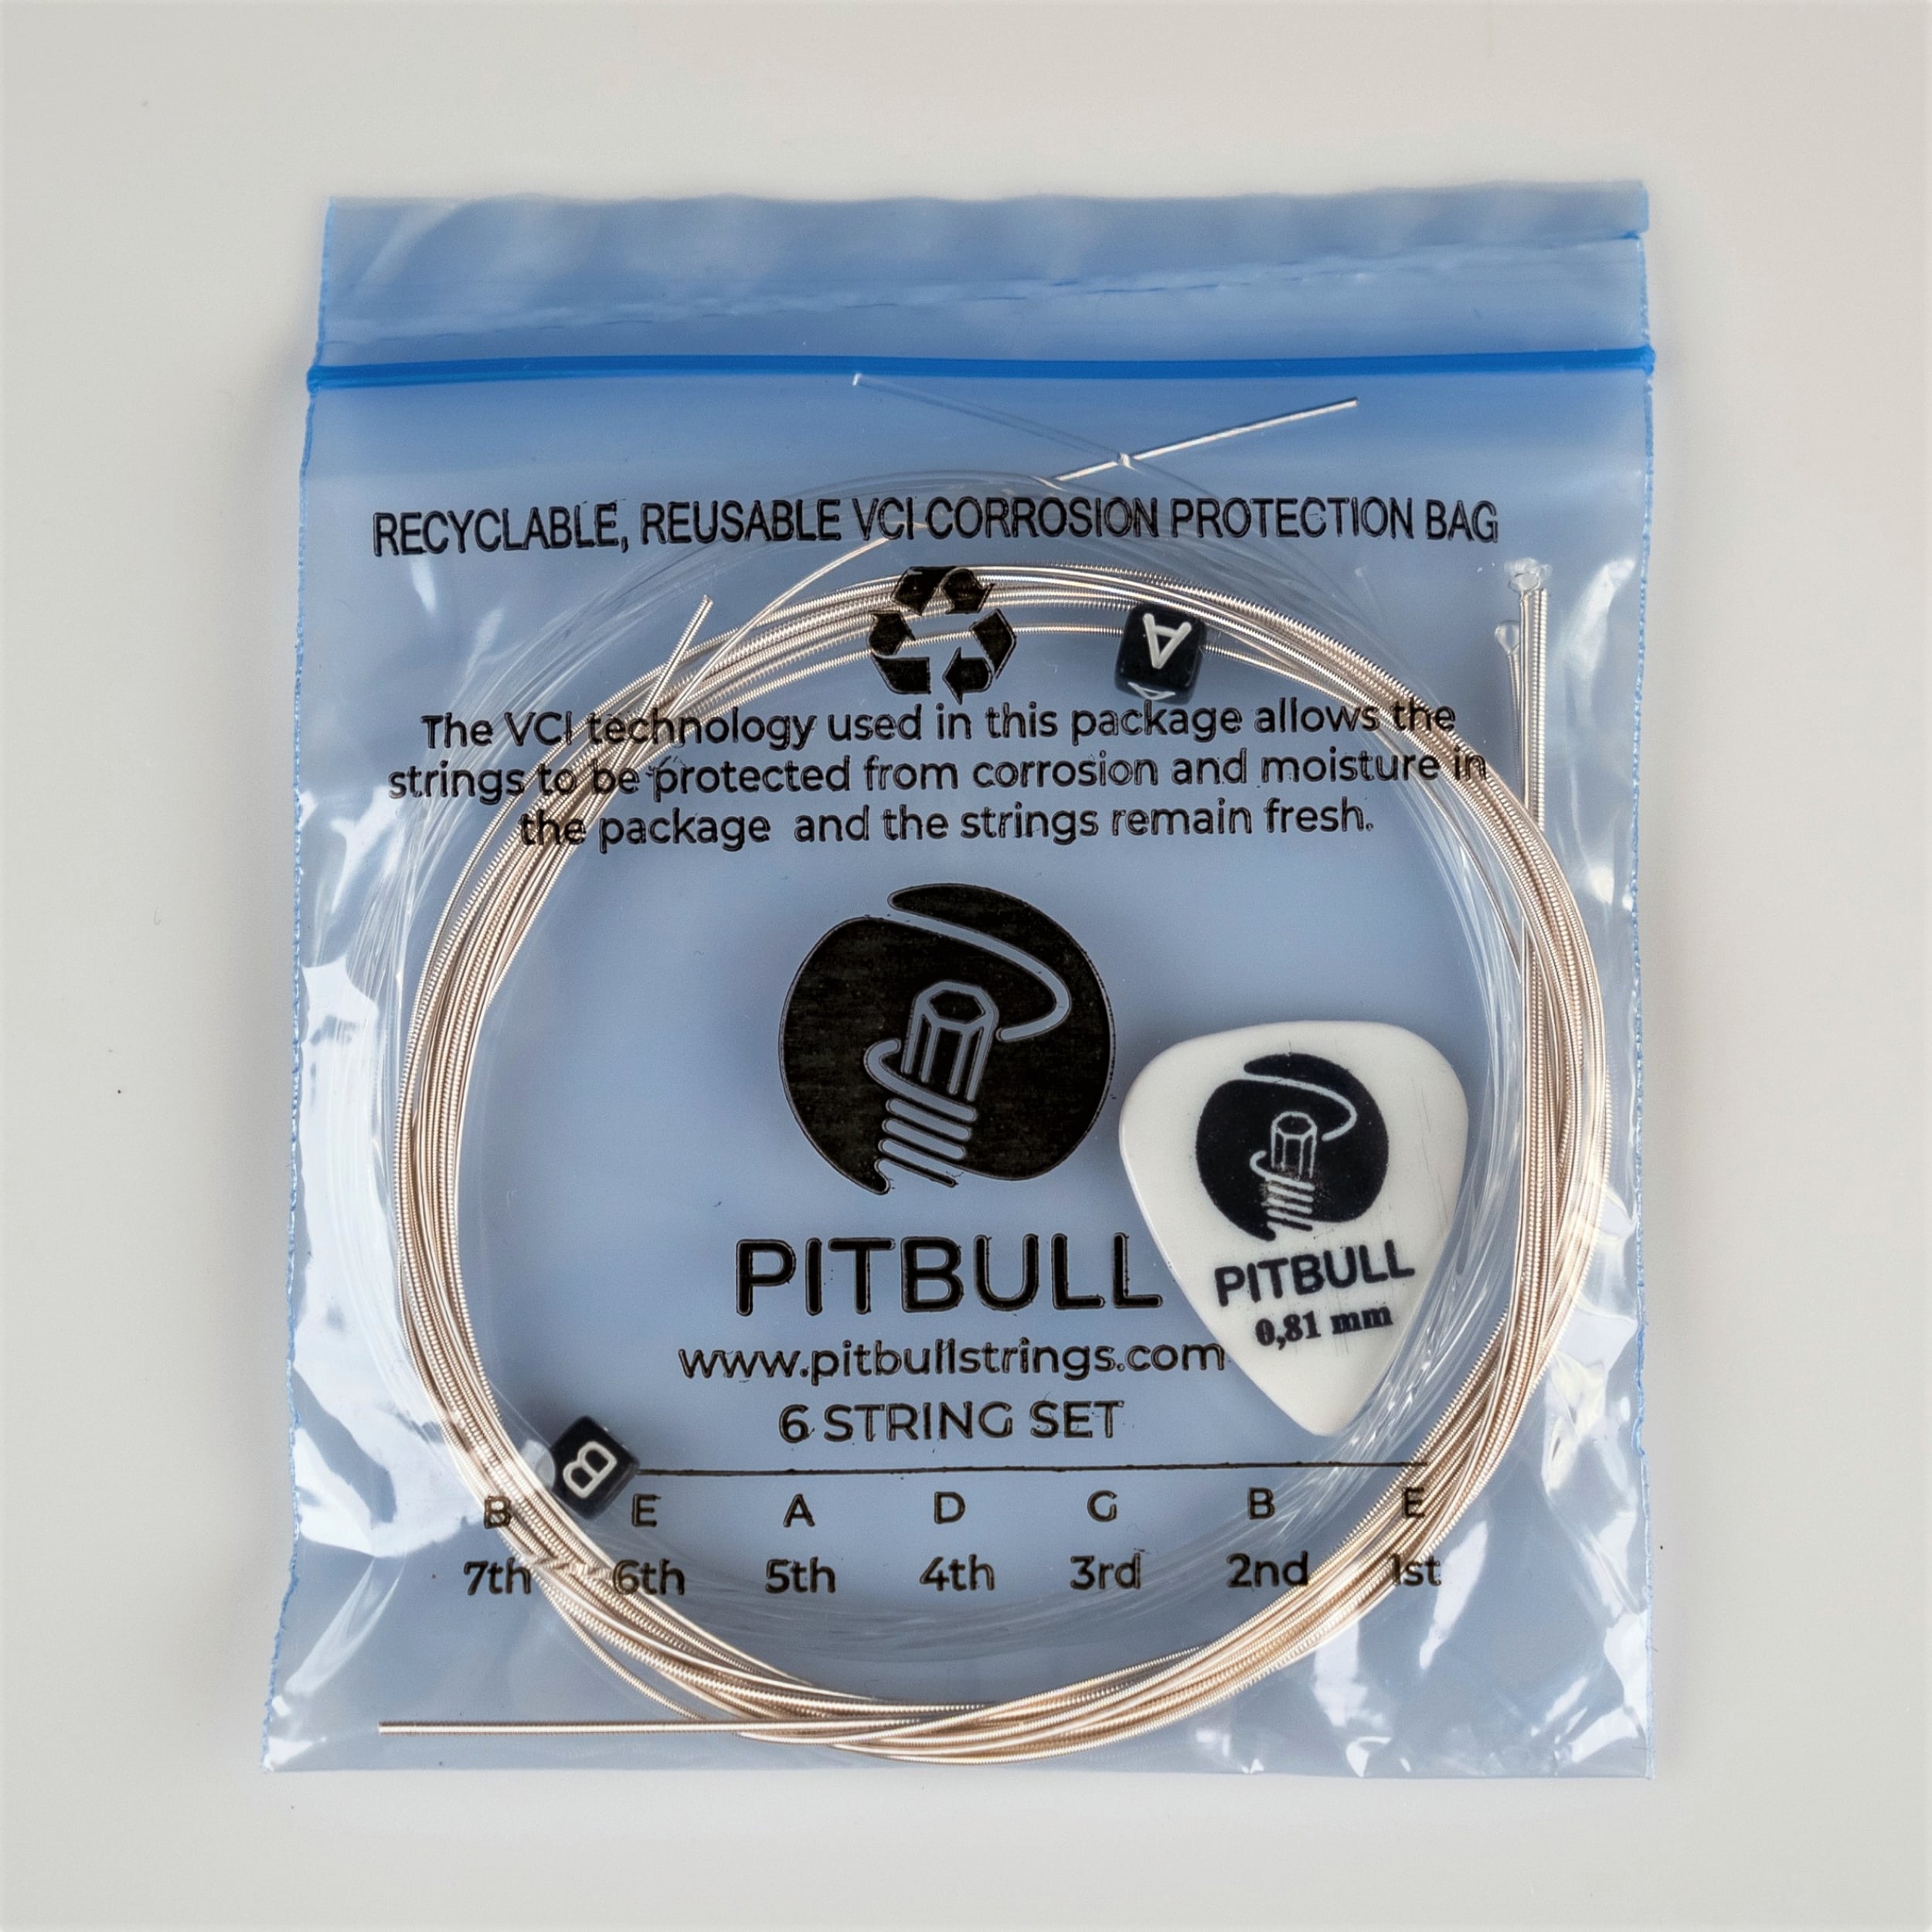 RECYCLABLE, REUSABLE VCI CORROSION PROTECTION BAG
A
The VCI technology used in this package allows the
strings to be protected from corrosion and moisture in
the package and the strings remain fresh.
PITBULL
www.pitbullstrings.com
6 STRING SET
PITBULL
0,81 mm
B
B E A D G B E
7th 6th 5th 4th 3rd 2nd 1st